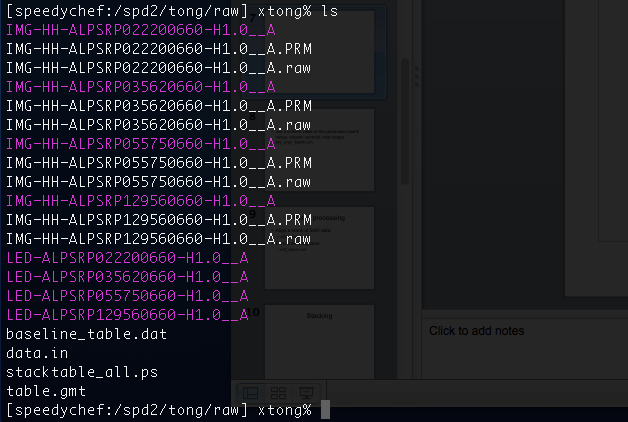 [speedychef:/spd2/tong/raw] xtong% ls
IMG-HH-ALPSRP022200660-H1.0__A
IMG-HH-ALPSRP022200660-H1.0__A.PRM
IMG-HH-ALPSRP022200660-H1.0__A.raw
IMG-HH-ALPSRP035620660-H1.0__A
IMG-HH-ALPSRP035620660-H1.0__A.PRM
IMG-HH-ALPSRP035620660-H1.0__A.raw
IMG-HH-ALPSRP055750660-H1.0__A
IMG-HH-ALPSRP055750660-H1.0__A.PRM
IMG-HH-ALPSRP055750660-H1.0__A.raw
IMG-HH-ALPSRP129560660-H1.0__A
IMG-HH-ALPSRP129560660-H1.0__A.PRM
IMG-HH-ALPSRP129560660-H1.0__A.raw
LED-ALPSRP022200660-H1.0__A
LED-ALPSRP035620660-H1.0__A
LED-ALPSRP055750660-H1.0__A
LED-ALPSRP129560660-H1.0__A
baseline_table.dat
data.in
stacktable_all.ps
table.gmt
[speedychef:/spd2/tong/raw] xtong%
8
9
processing
10
Stacking
Click to add notes